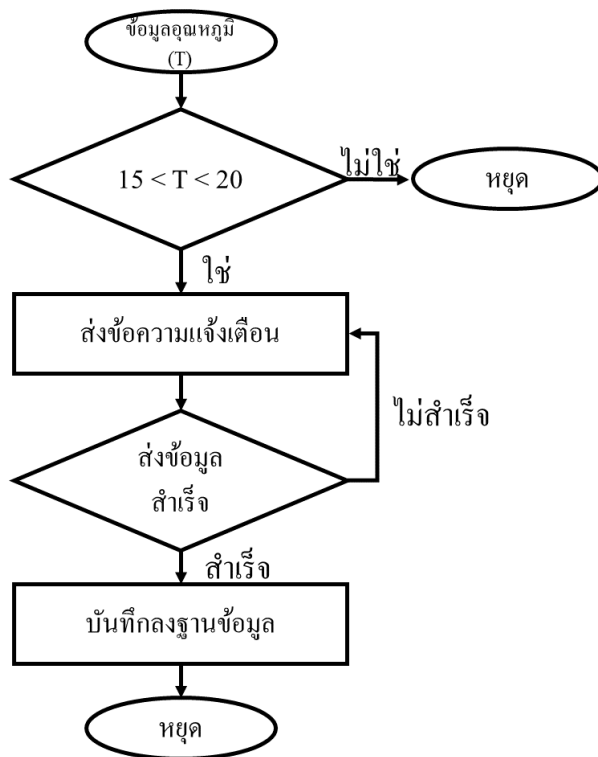 ข้อมูลอุณหภูมิ
(T)
15 < T < 20
ไม่ใช่
หยุด
ใช่
ส่งข้อความแจ้งเตือน
ไม่สำเร็จ
ส่งข้อมูล
สำเร็จ
สำเร็จ
บันทึกลงฐานข้อมูล
หยุด